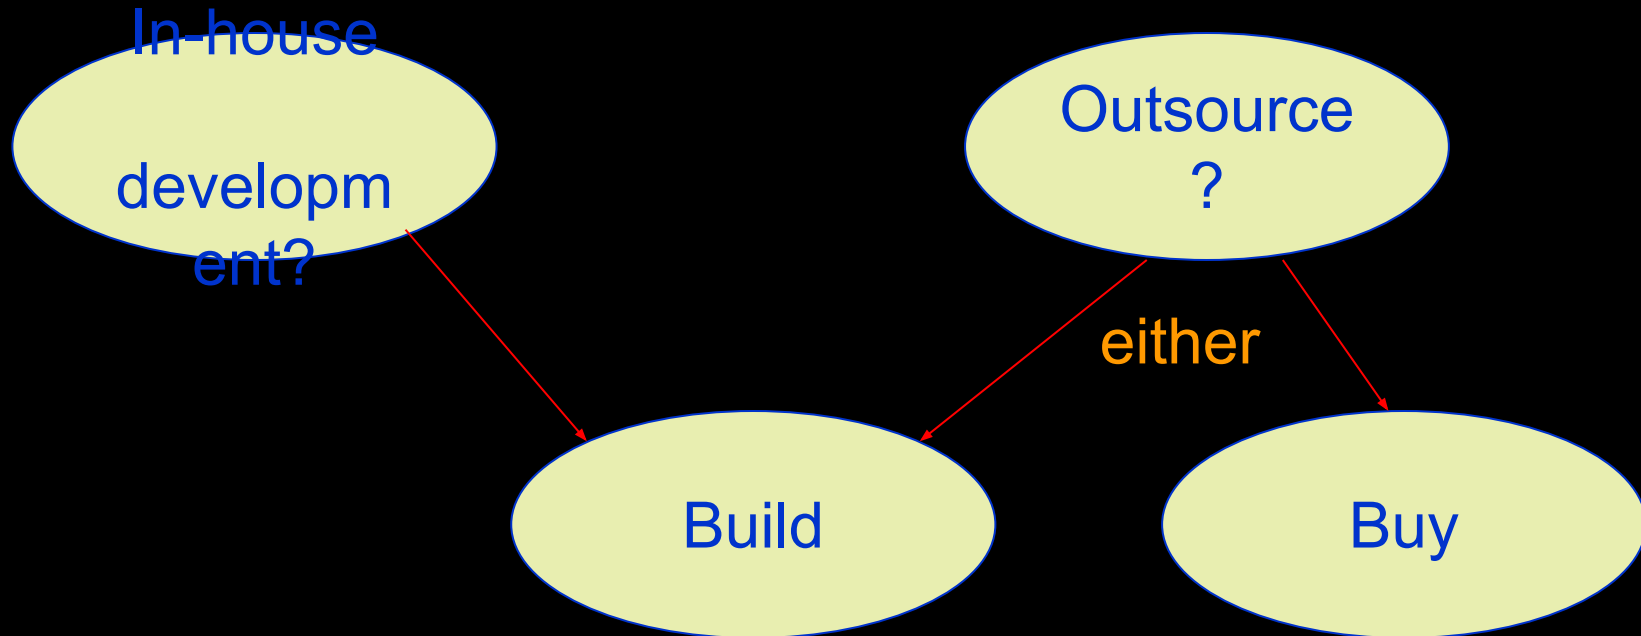 In-house
developm
ent?
Outsource
?
either
Build
Buy